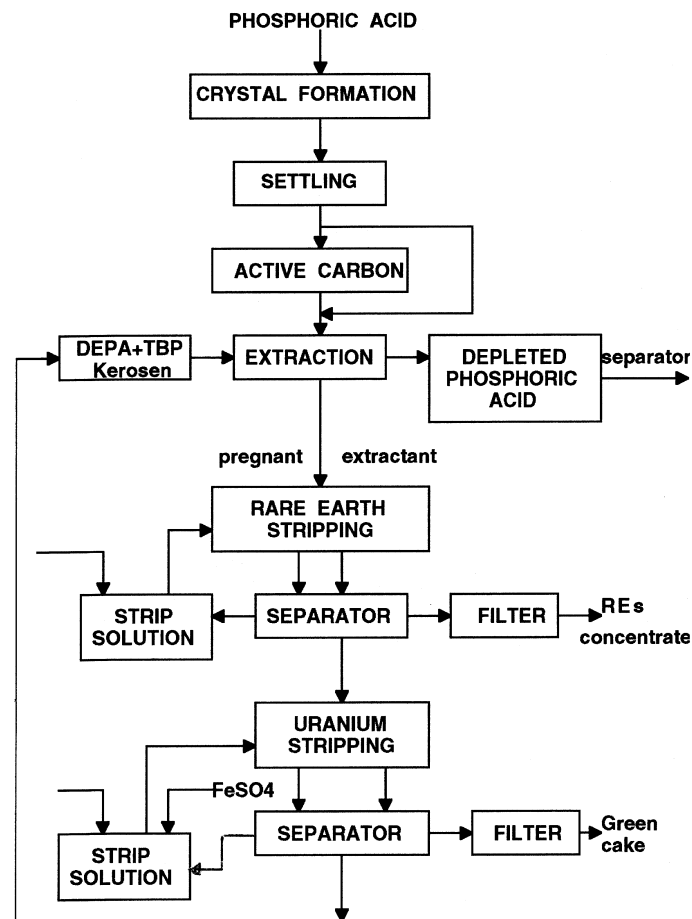 PHOSPHORIC ACID
CRYSTAL FORMATION
SETTLING
ACTIVE CARBON
DEPA+TBP
Kerosen
EXTRACTION
DEPLETED
PHOSPHORIC
ACID
separator
pregnant extractant
RARE EARTH
STRIPPING
STRIP
SOLUTION
SEPARATOR
FILTER
REs
concentrate
URANIUM
STRIPPING
FeSO4
STRIP
SOLUTION
SEPARATOR
FILTER
Green
cake